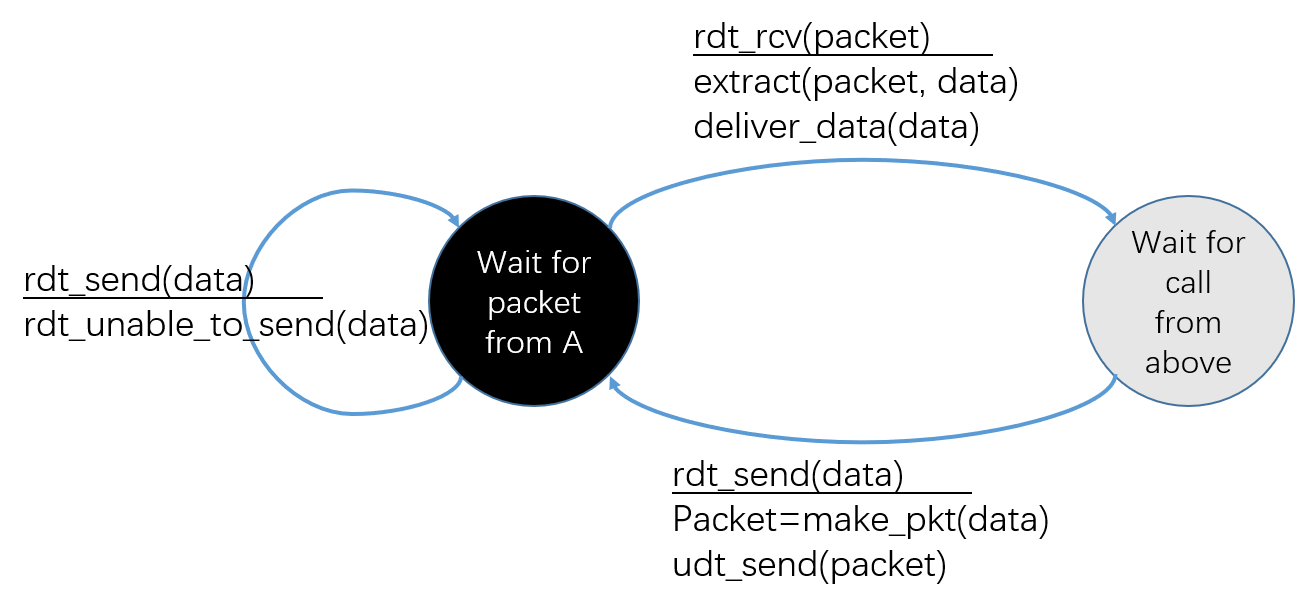 rdt_rcv(packet)
extract(packet, data)
deliver_data(data)
rdt_send(data)
rdt_unable_to_send(data)
Wait for
packet
from A
Wait for
call
from
above
rdt_send(data)
Packet=make_pkt(data)
udt_send(packet)